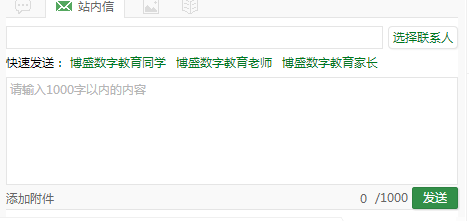 站内信
选择联系人
快速发送： 博盛数字教育同学 博盛数字教育老师 博盛数字教育家长
请输入1000字以内的内容
添加附件 0 /1000 发送